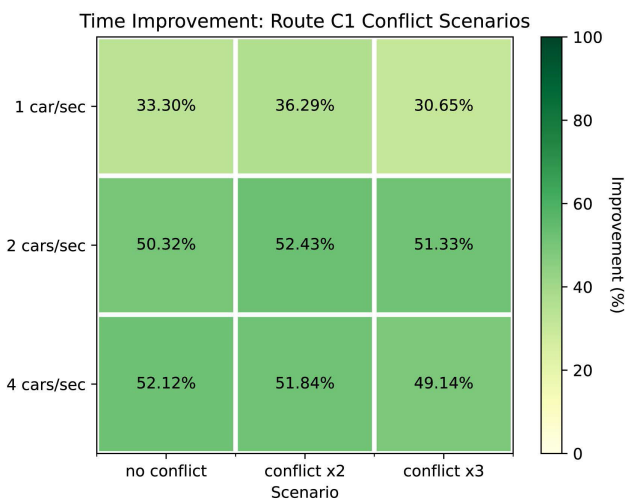 Time Improvement: Route C1 Conflict Scenarios
1 car/sec 33.30% 36.29% 30.65%
2 cars/sec 50.32% 52.43% 51.33%
4 cars/sec 52.12% 51.84% 49.14%
no conflict conflict x2 conflict x3
Scenario
100
80
60
40
20
0
Improvement (%)